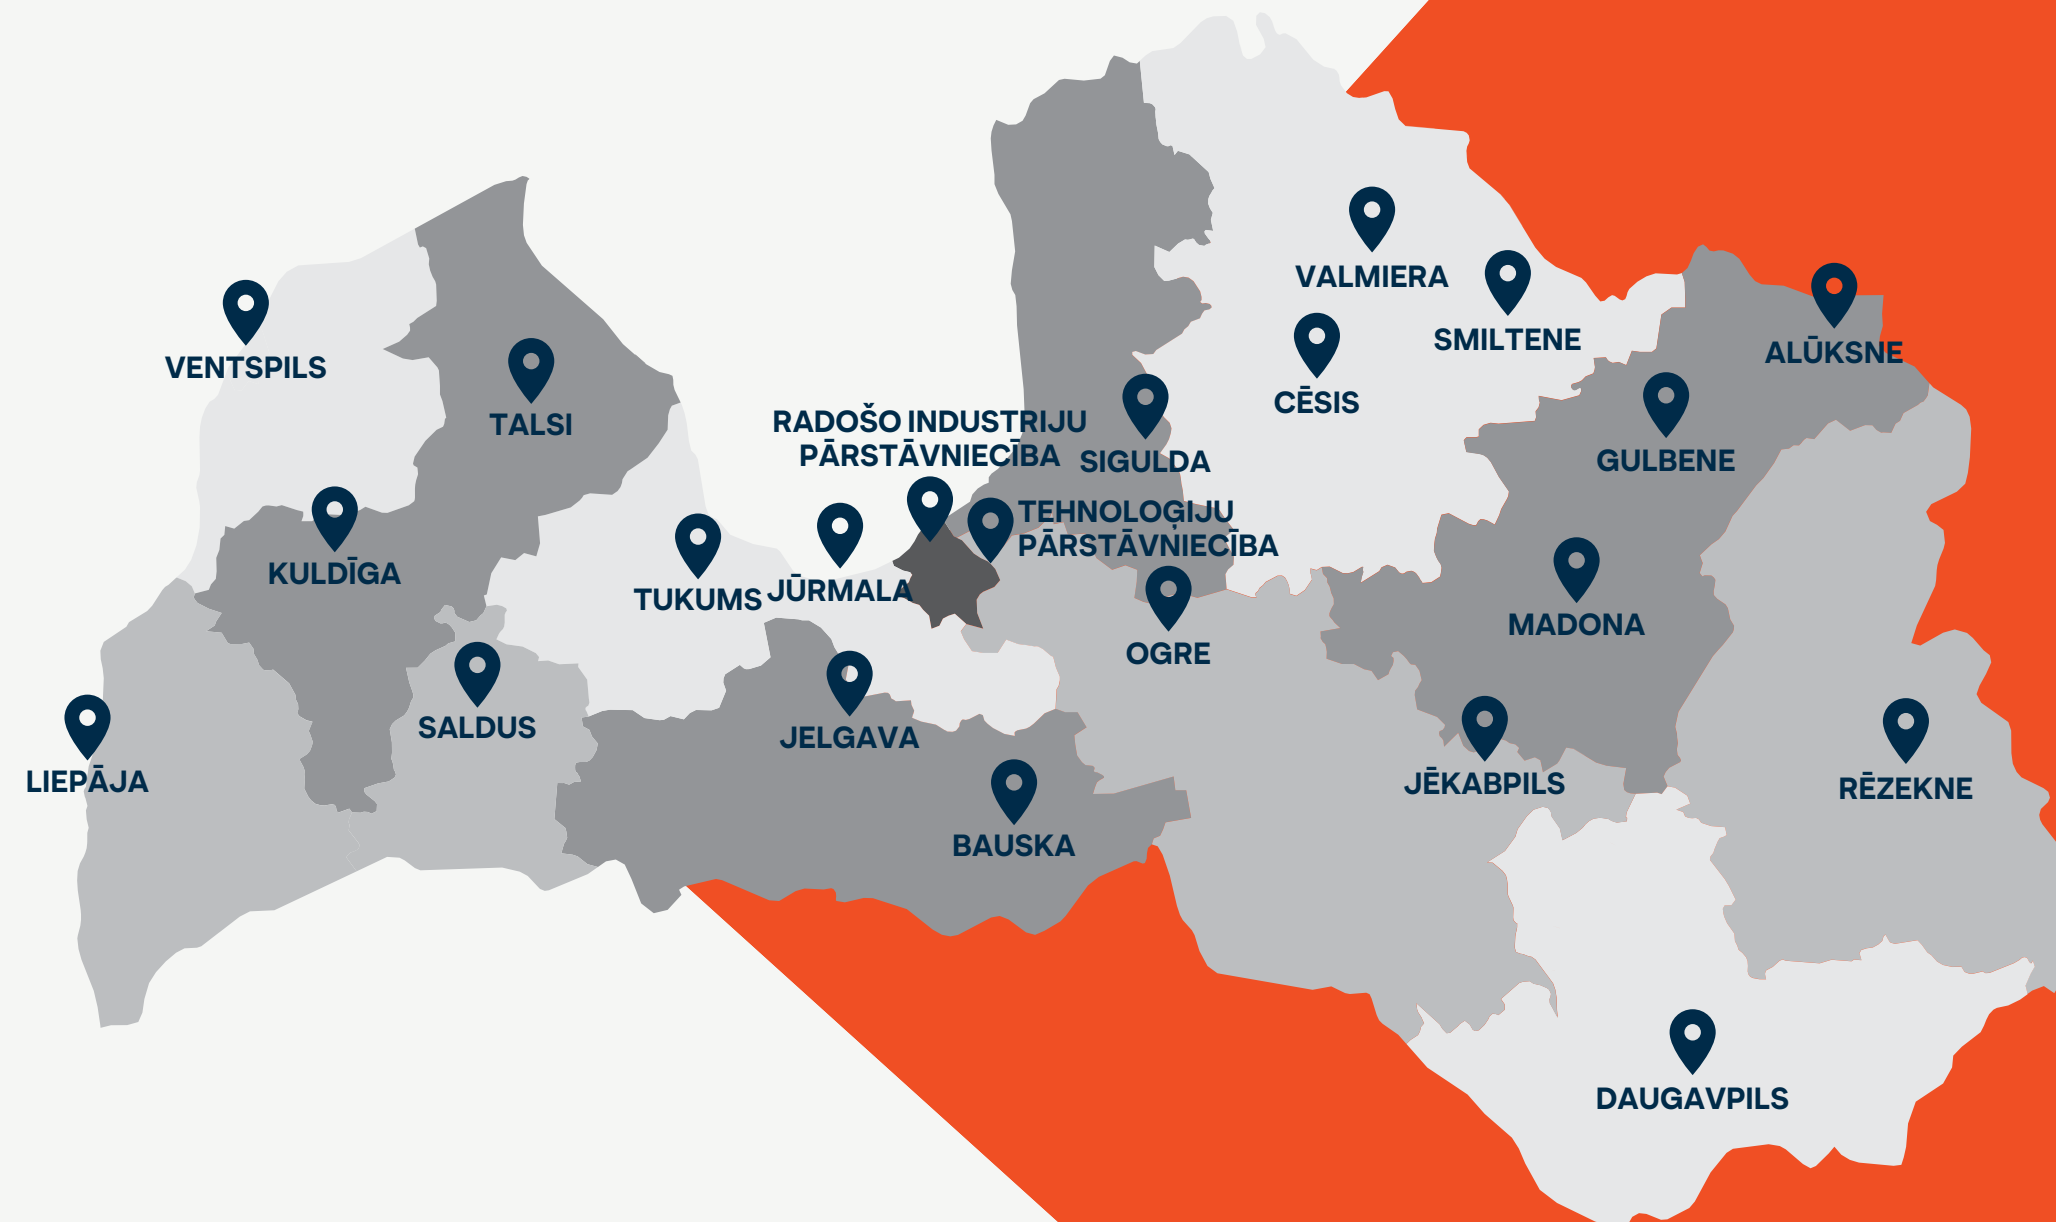 VALMIERA
SMILTENE
ALŪKSNE
VENTSPILS
CĒSIS
TALSI
RADOŠO INDUSTRIJU
PĀRSTĀVNIECĪBA
SIGULDA
GULBENE
TEHNOLOĢIJU
PĀRSTĀVNIECĪBA
KULDĪGA
TUKUMS
JŪRMALA
MADONA
OGRE
SALDUS
JELGAVA
LIEPĀJA
JĒKABPILS
RĒZEKNE
BAUSKA
DAUGAVPILS